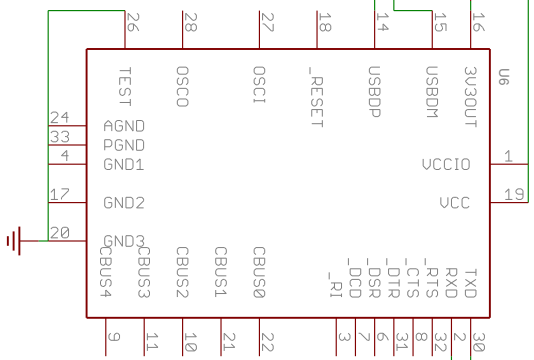 26 28 27 18 14 15 16
TEST OSCO OSCI _RESET USBDP USBDM 3V3OUT
U6
24 AGND
33 PGND
4 GND1
VCCIO 1
17 GND2
VCC 19
20 GND3
CBUS4 CBUS3 CBUS2 CBUS1 CBUS0 _RI _DCD _DSR _DTR _CTS _RTS RXD TXD
9 11 10 21 22 3 7 6 31 8 32 2 30